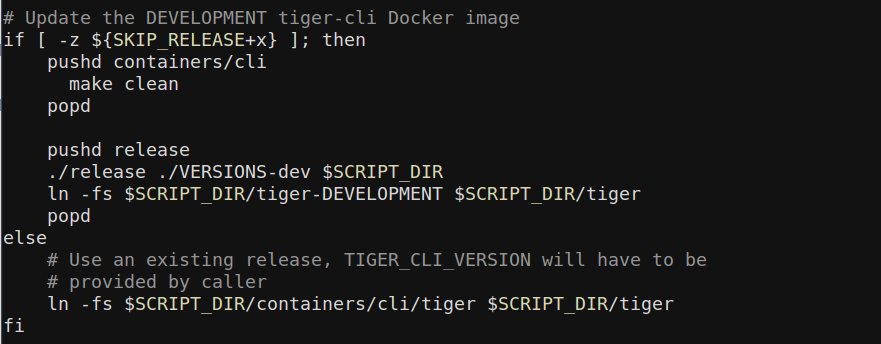 # Update the DEVELOPMENT tiger-cli Docker image
if [ -z ${SKIP_RELEASE+x} ]; then
    pushd containers/cli
      make clean
    popd

    pushd release
    ./release ./VERSIONS-dev $SCRIPT_DIR
    ln -fs $SCRIPT_DIR/tiger-DEVELOPMENT $SCRIPT_DIR/tiger
    popd
else
    # Use an existing release, TIGER_CLI_VERSION will have to be
    # provided by caller
    ln -fs $SCRIPT_DIR/containers/cli/tiger $SCRIPT_DIR/tiger
fi